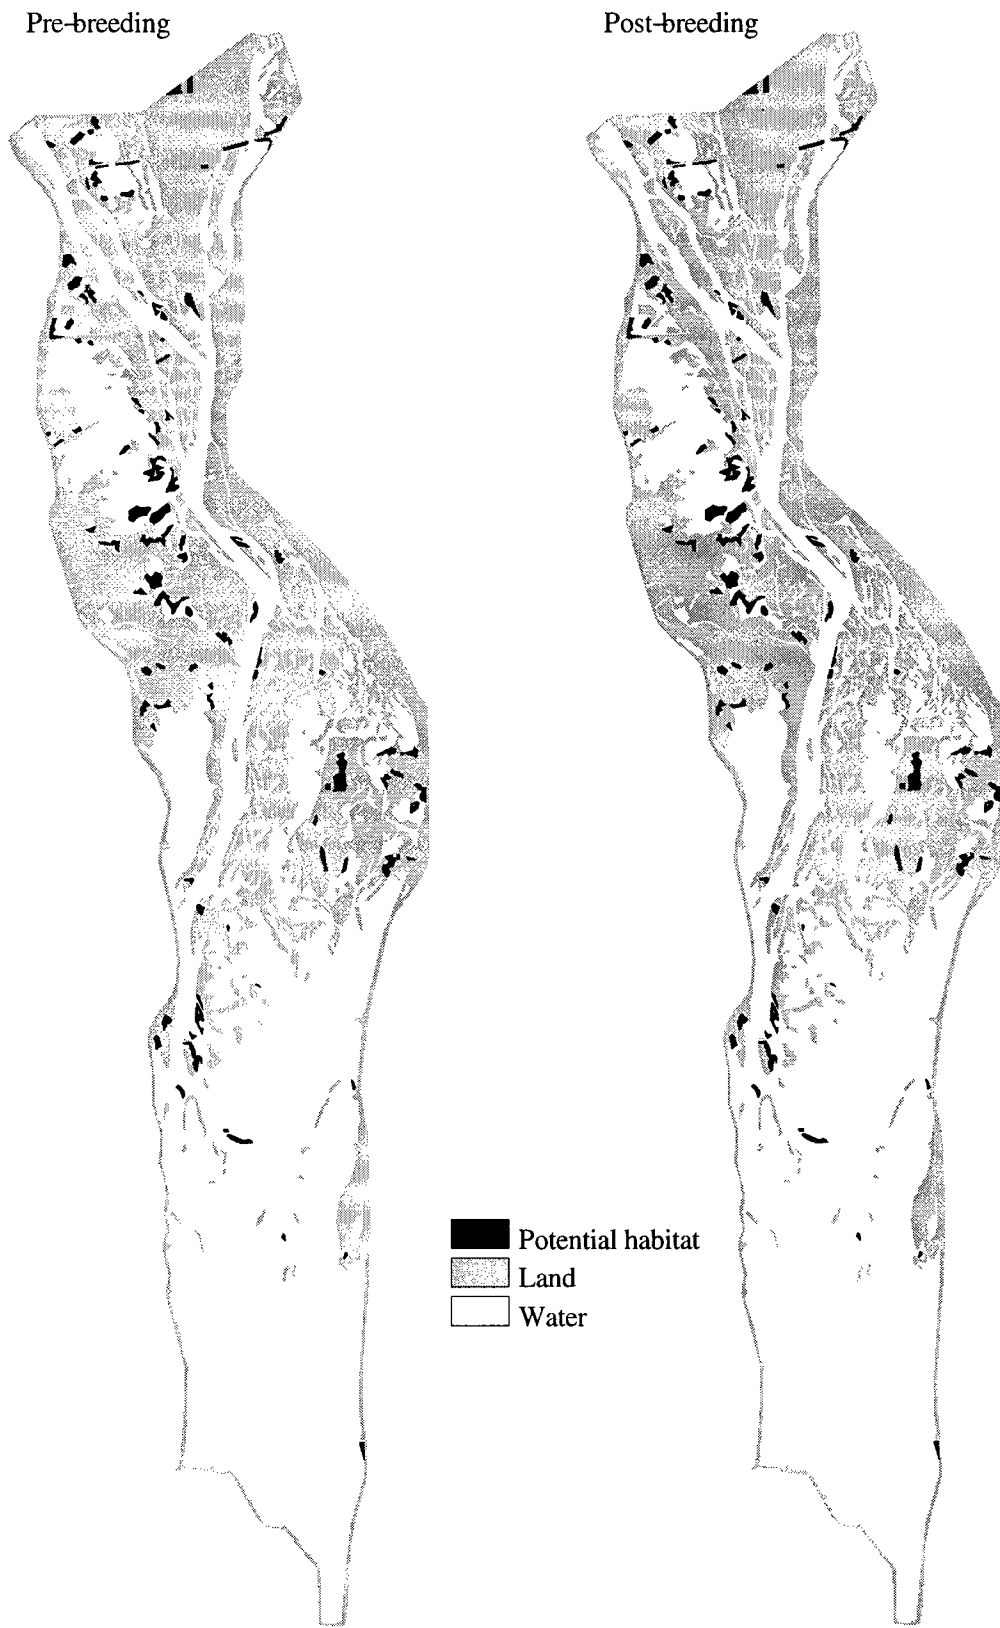 Pre-breeding
Post-breeding
Potential habitat
Land
Water